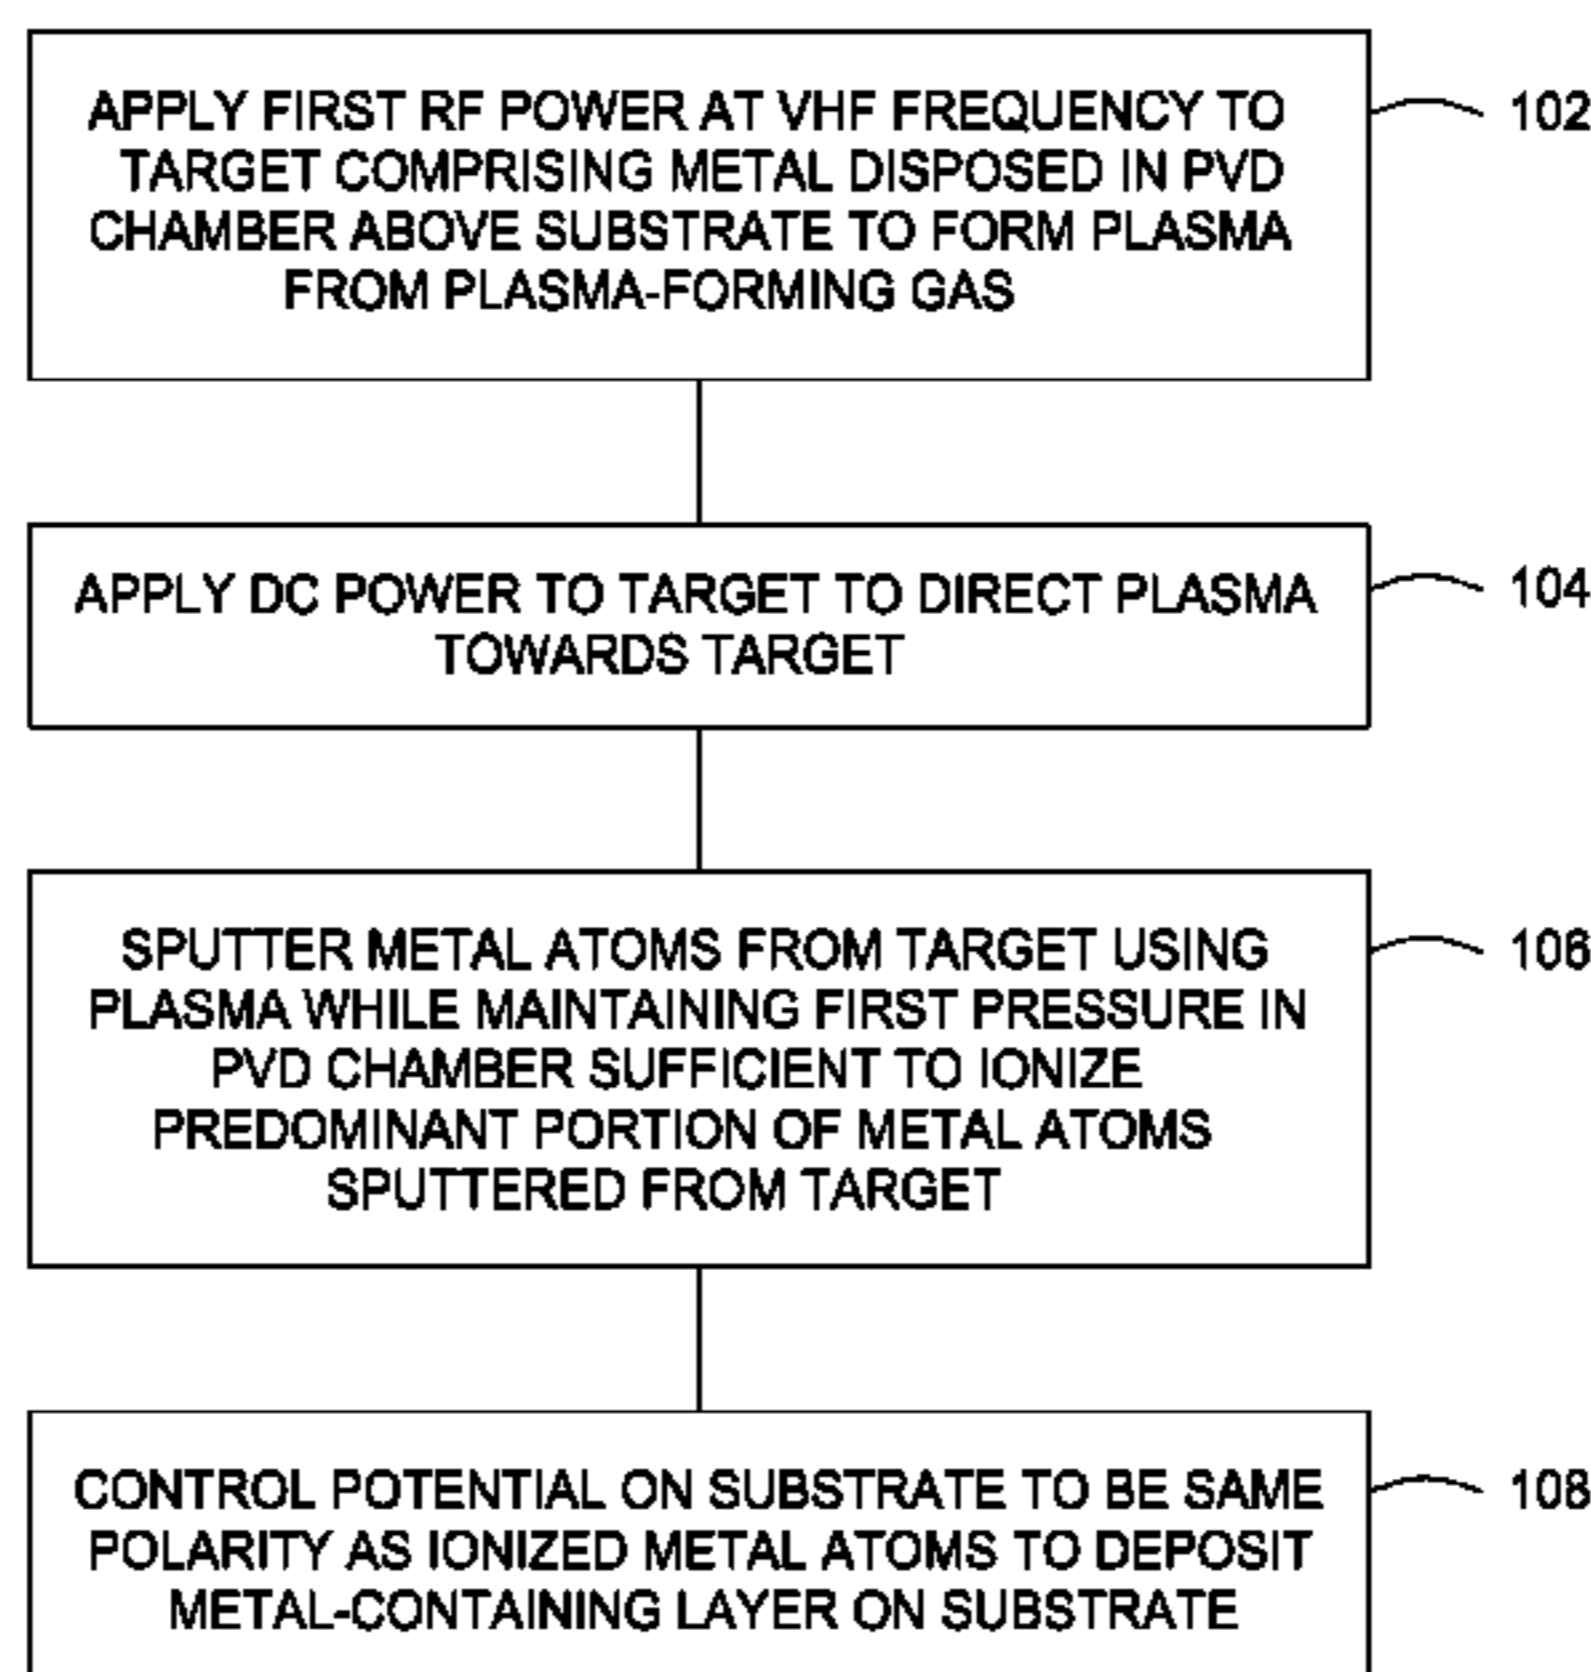 APPLY FIRST RF POWER AT VHF FREQUENCY TO
TARGET COMPRISING METAL DISPOSED IN PVD
CHAMBER ABOVE SUBSTRATE TO FORM PLASMA
FROM PLASMA-FORMING GAS
102
APPLY DC POWER TO TARGET TO DIRECT PLASMA
TOWARDS TARGET
104
SPUTTER METAL ATOMS FROM TARGET USING
PLASMA WHILE MAINTAINING FIRST PRESSURE IN
PVD CHAMBER SUFFICIENT TO IONIZE
PREDOMINANT PORTION OF METAL ATOMS
SPUTTERED FROM TARGET
106
CONTROL POTENTIAL ON SUBSTRATE TO BE SAME
POLARITY AS IONIZED METAL ATOMS TO DEPOSIT
METAL-CONTAINING LAYER ON SUBSTRATE
108